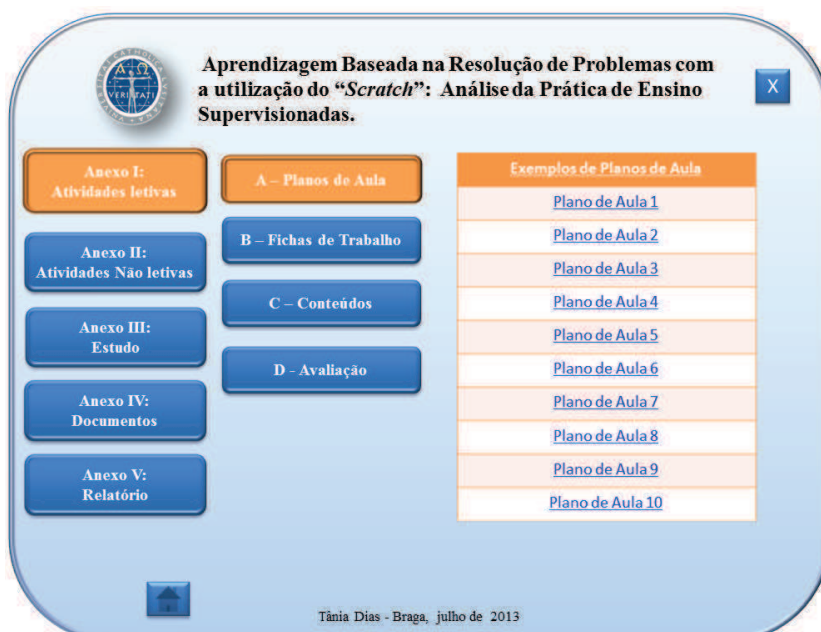 Aprendizagem Baseada na Resolução de Problemas com
a utilização do “Scratch”: Análise da Prática de Ensino
Supervisionadas.
X
Anexo I:
Atividades letivas
Anexo II:
Atividades Não letivas
Anexo III:
Estudo
Anexo IV:
Documentos
Anexo V:
Relatório
A – Planos de Aula
B – Fichas de Trabalho
C – Conteúdos
D - Avaliação
Exemplos de Planos de Aula
Plano de Aula 1
Plano de Aula 2
Plano de Aula 3
Plano de Aula 4
Plano de Aula 5
Plano de Aula 6
Plano de Aula 7
Plano de Aula 8
Plano de Aula 9
Plano de Aula 10
Tânia Dias - Braga, julho de 2013